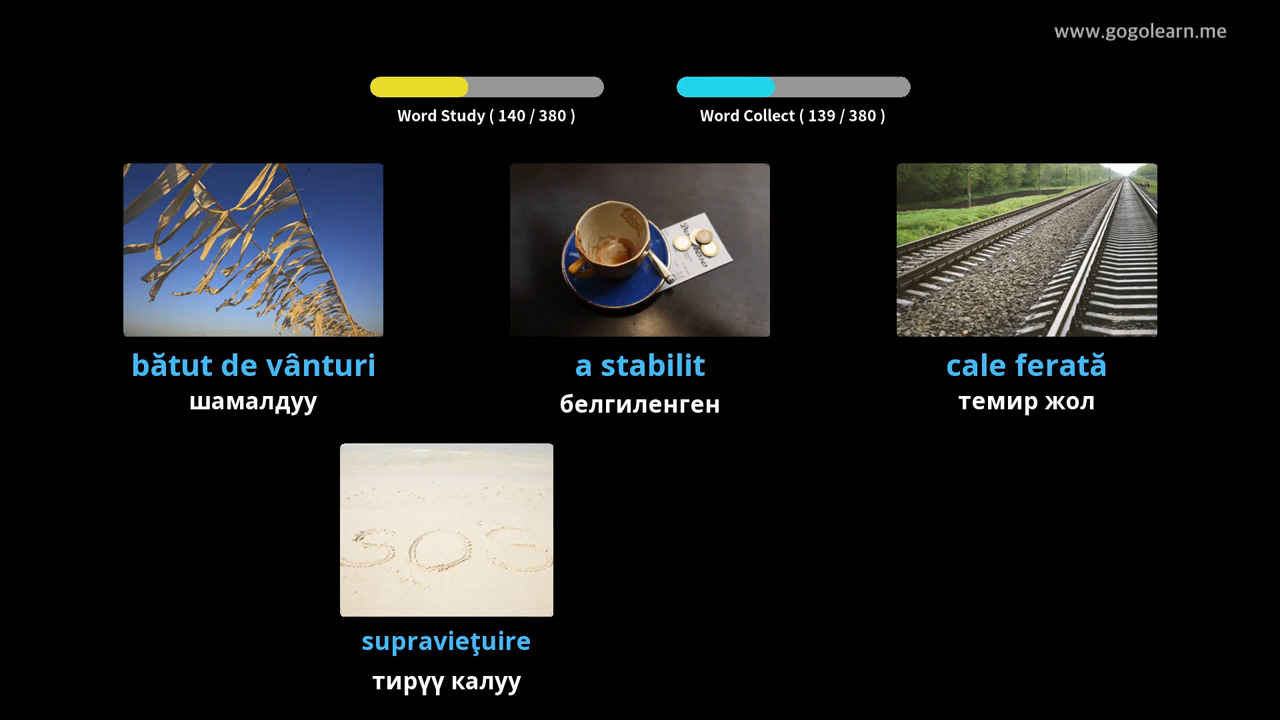 www.gogolearn.me
Word Study ( 140 / 380 )
Word Collect ( 139 / 380 )
bătut de vânturi
шамалдуу
a stabilit
белгиленген
cale ferată
темир жол
SOS
supravieţuire
тирүү калуу